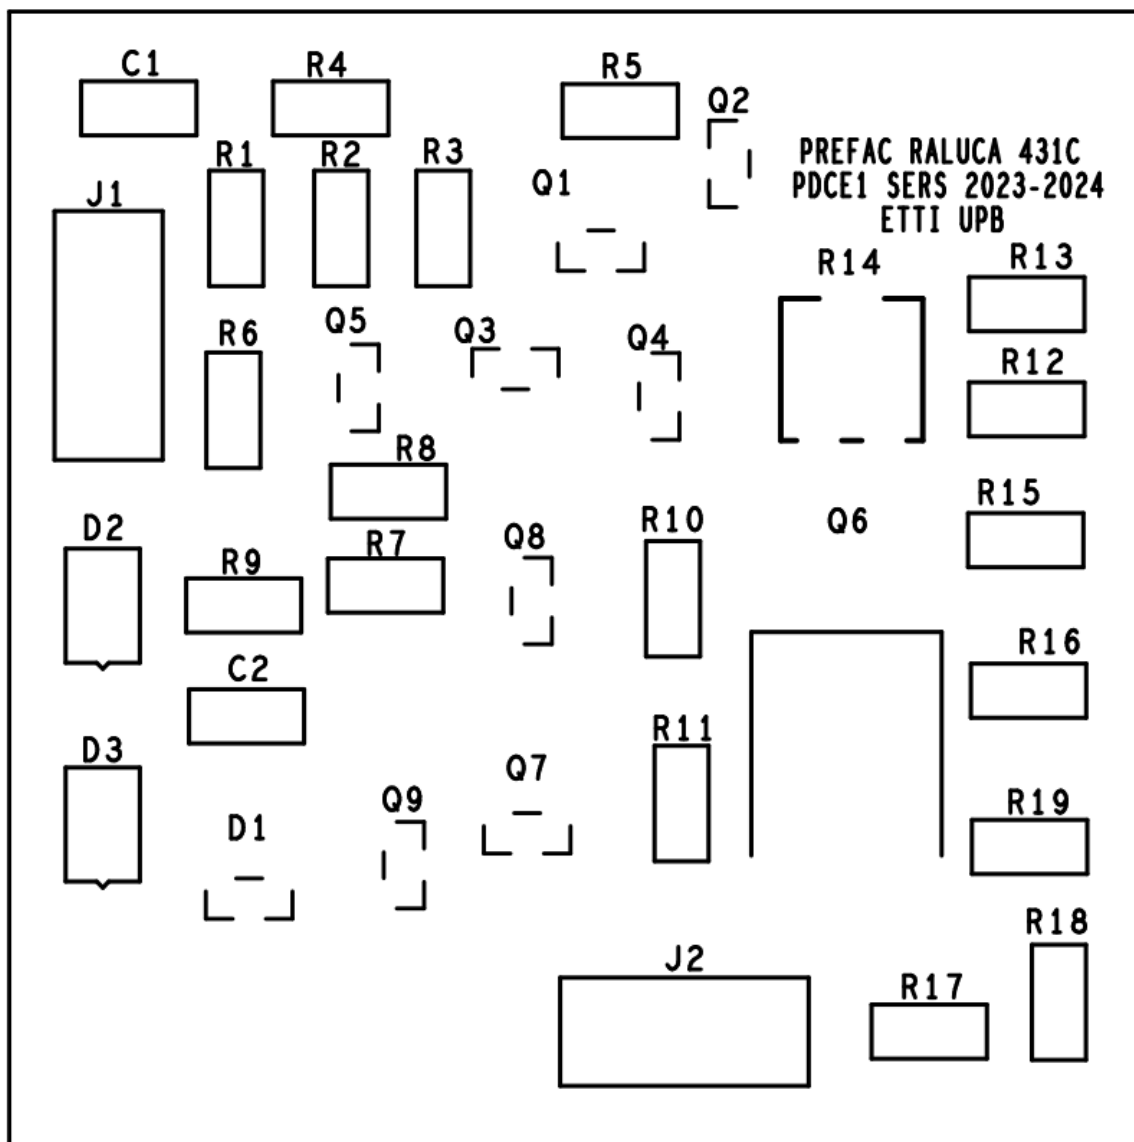 C1
R4
R5
Q2
R1
R2
R3
PREFAC RALUCA 431C
PDCE1 SERS 2023-2024
ETTI UPB
J1
Q1
R14
R13
R6
Q5
Q3
Q4
R12
R8
D2
R9
R7
Q8
R10
Q6
R15
C2
R16
D3
R11
Q7
Q9
D1
R19
R18
J2
R17